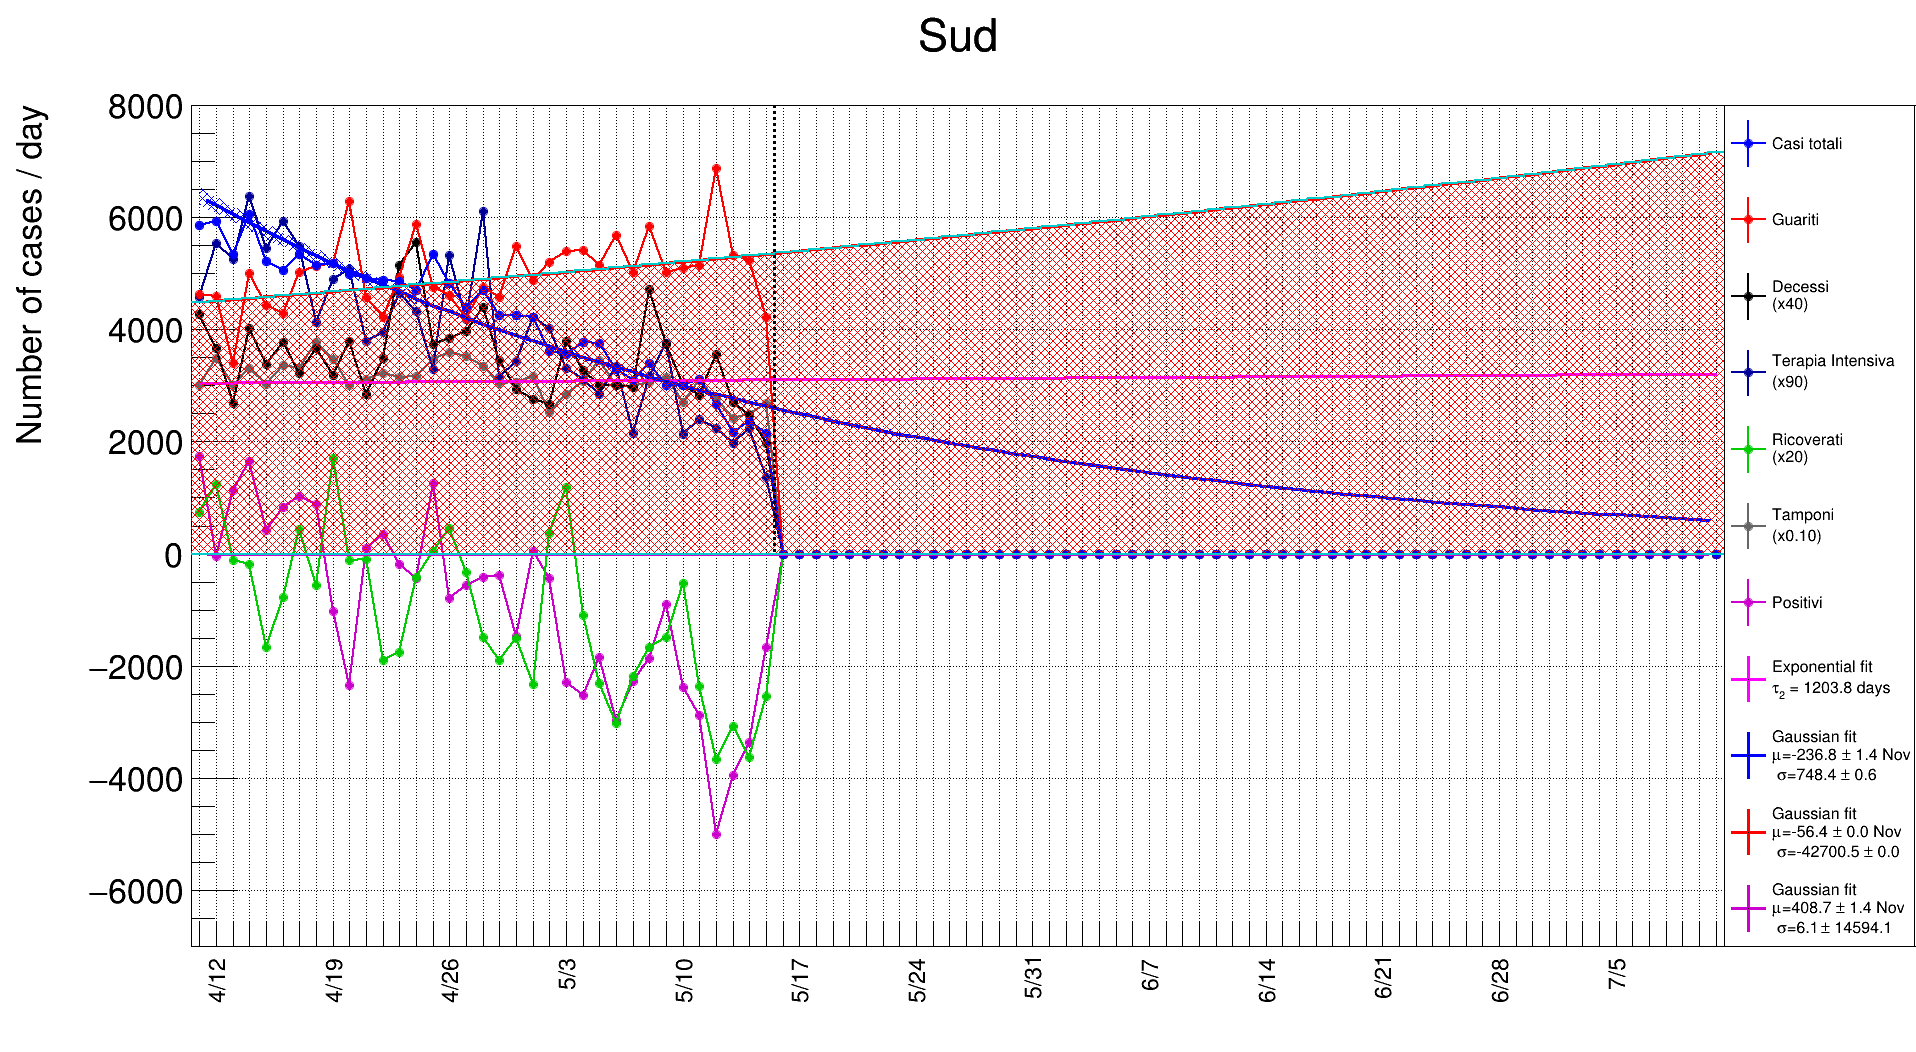 Sud
Number of cases / day
8000
6000
4000
2000
0
−2000
−4000
−6000
4/12
4/19
4/26
5/3
5/10
5/17
5/24
5/31
6/7
6/14
6/21
6/28
7/5
Casi totali
Guariti
Decessi
(x40)
Terapia Intensiva
(x90)
Ricoverati
(x20)
Tamponi
(x0.10)
Positivi
Exponential fit
τ2 = 1203.8 days
Gaussian fit
μ=-236.8 ± 1.4 Nov
σ=748.4 ± 0.6
Gaussian fit
μ=-56.4 ± 0.0 Nov
σ=-42700.5 ± 0.0
Gaussian fit
μ=408.7 ± 1.4 Nov
σ=6.1 ± 14594.1